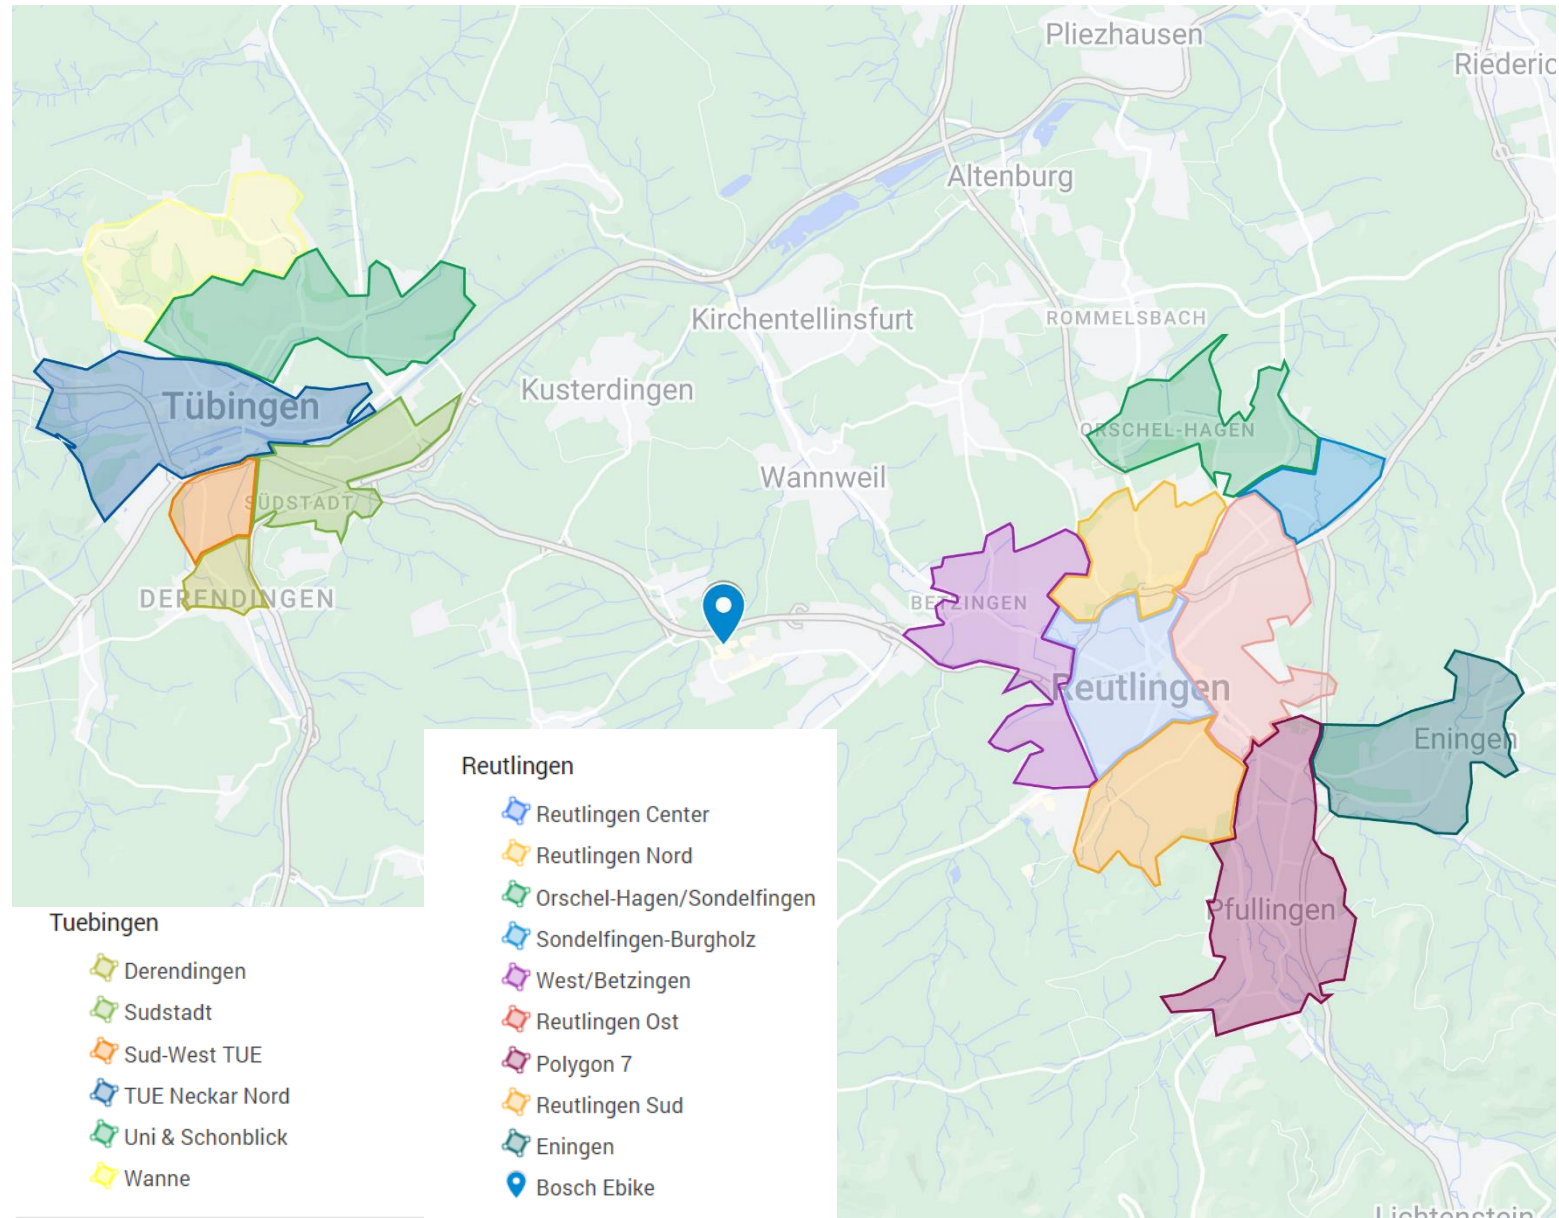 Pliezhausen
Riederic
Altenburg
Kirchentellinsfurt
ROMMELSBACH
Tübingen
Kusterdingen
ORSCHEL-HAGEN
Wannweil
SÜDSTADT
DERENDINGEN
BETZINGEN
Reutlingen
Eningen
Pfullingen
Lichtenstein
Tuebingen
Derendingen
Sudstadt
Sud-West TUE
TUE Neckar Nord
Uni & Schonblick
Wanne
Reutlingen
Reutlingen Center
Reutlingen Nord
Orschel-Hagen/Sondelfingen
Sondelfingen-Burgholz
West/Betzingen
Reutlingen Ost
Polygon 7
Reutlingen Sud
Eningen
Bosch Ebike